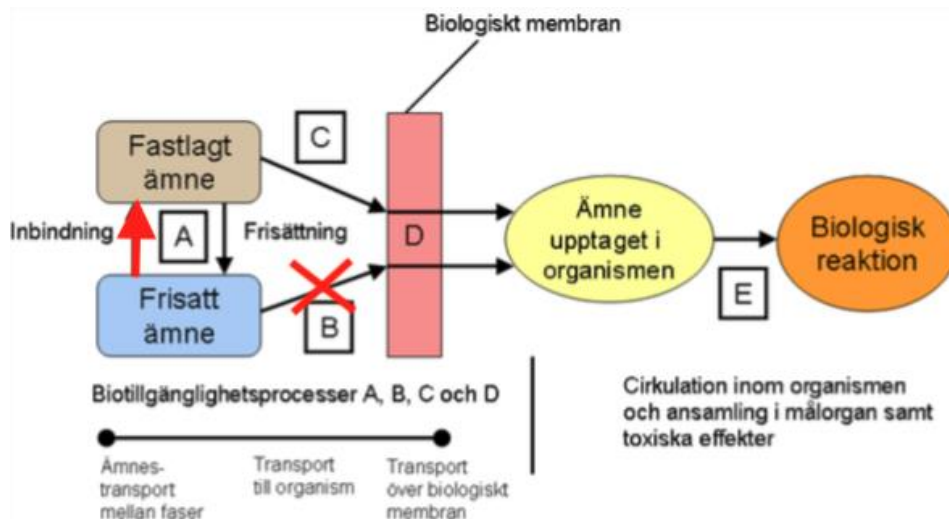 Biologiskt membran
Fastlagt
ämne
C
Inbindning
A
Frisättning
D
Frisatt
ämne
B
Ämne
upptaget i
organismen
E
Biologisk
reaktion
Biotillgänglighetsprocesser A, B, C och D
Ämnes-
transport
mellan faser
Transport
till organism
Transport
över biologiskt
membran
Cirkulation inom organismen
och ansamling i målorgan samt
toxiska effekter